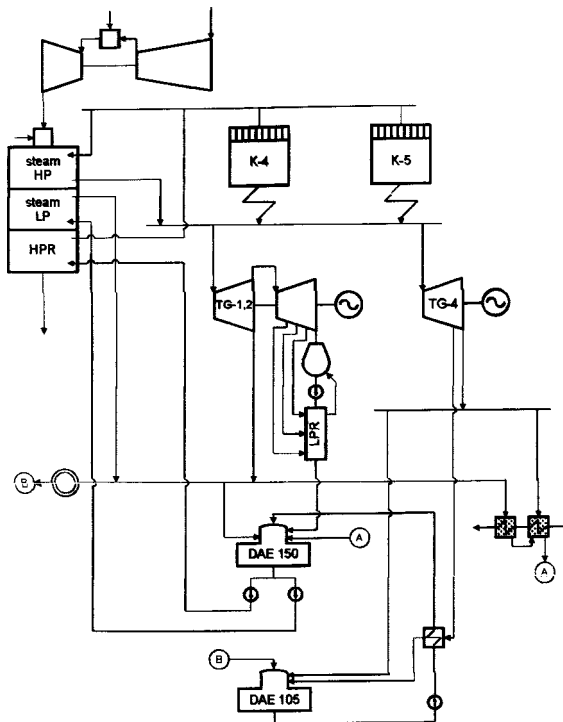 K-4
K-5
steam
HP
steam
LP
HPR
TG-1,2
TG-4
LPR
B
A
DAE 150
A
B
DAE 105